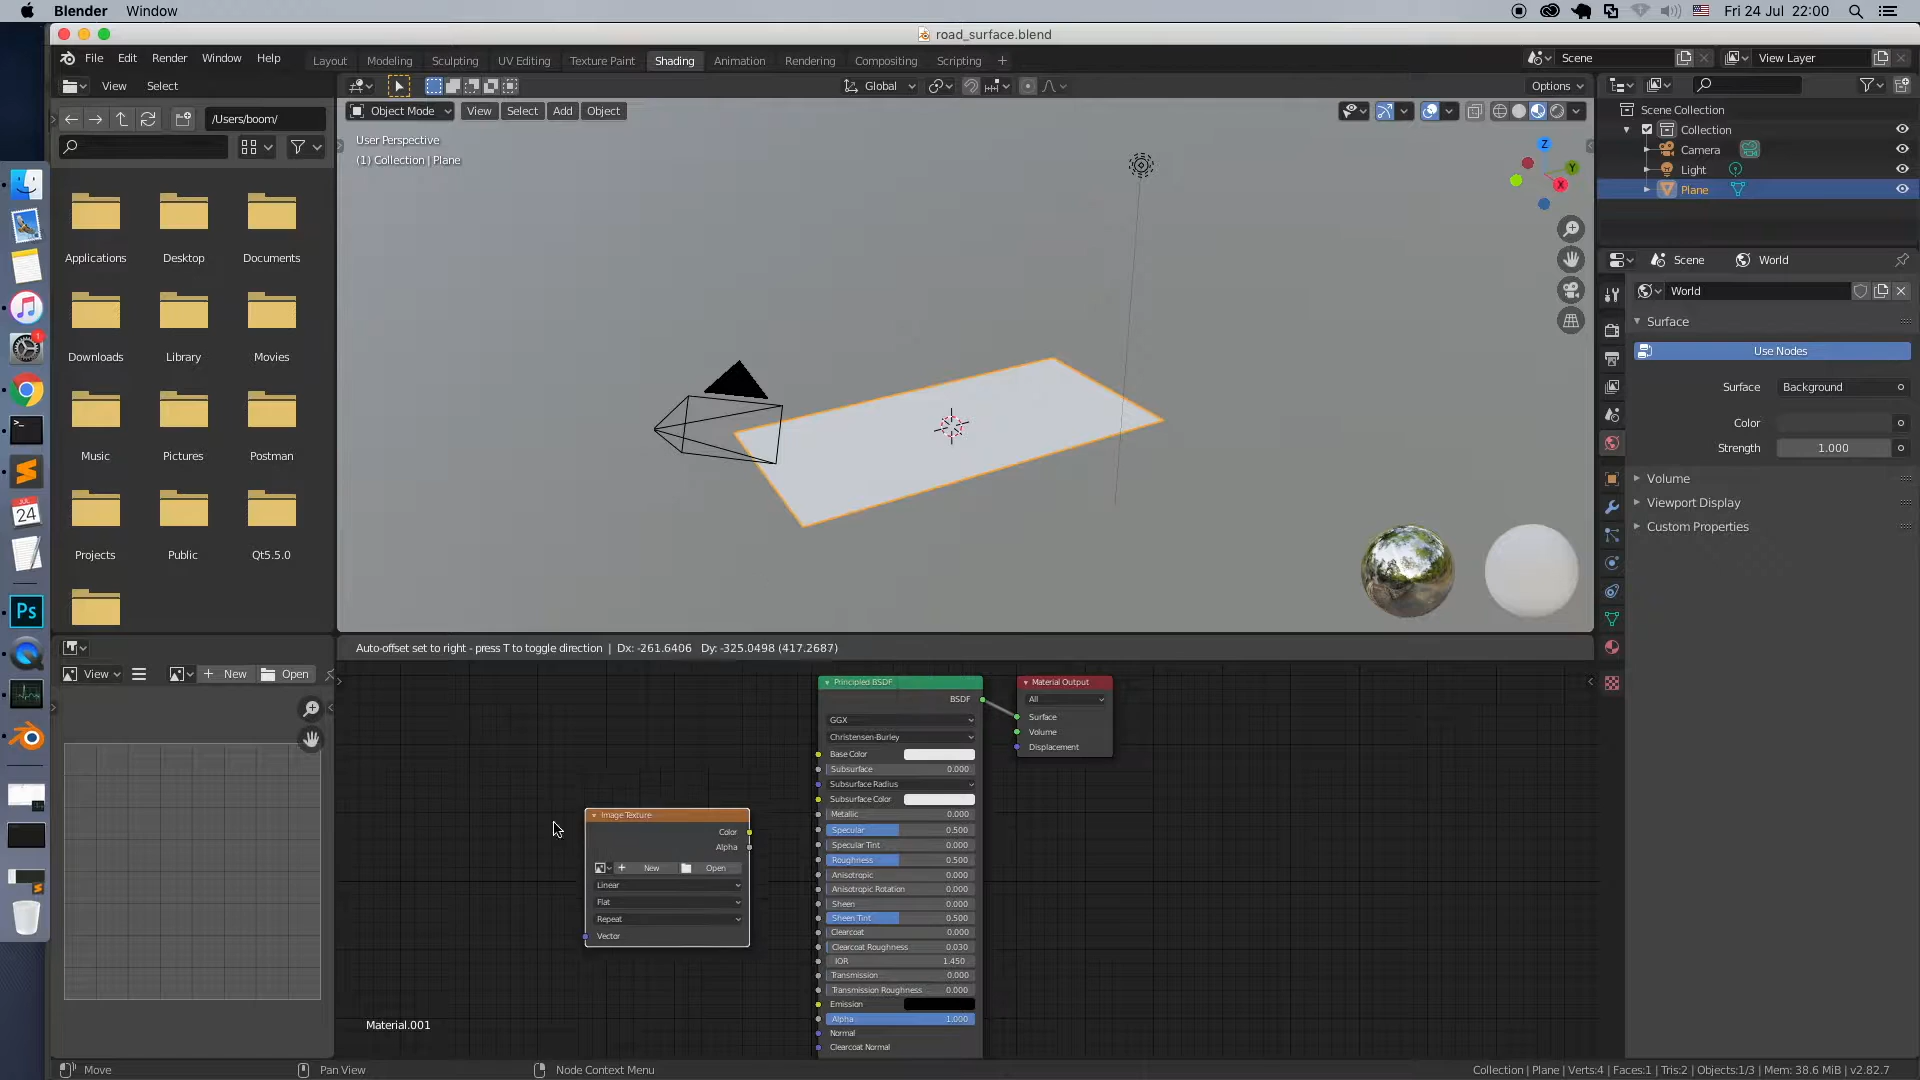 Blender Window
Fri 24 Jul 22:00
road_surface.blend
File Edit Render Window Help
Layout Modeling Sculpting UV Editing Texture Paint Shading Animation Rendering Compositing Scripting +
Scene
View Layer
View Select
Global
Options
/Users/boom/
Object Mode View Select Add Object
User Perspective
(1) Collection | Plane
Applications Desktop Documents
Downloads Library Movies
Music Pictures Postman
Projects Public Qt5.5.0
Z
Y
X
Scene Collection
Collection
Camera
Light
Plane
Scene World
World
Surface
Use Nodes
Surface Background
Color
Strength 1.000
Volume
Viewport Display
Custom Properties
1
JUL
24
Ps
View + New Open
Auto-offset set to right - press T to toggle direction | Dx: -261.6406 Dy: -325.0498 (417.2687)
Image Texture
Color
Alpha
+ New Open
Linear
Flat
Repeat
Vector
Principled BSDF
BSDF
GGX
Christensen-Burley
Base Color
Subsurface 0.000
Subsurface Radius
Subsurface Color
Metallic 0.000
Specular 0.500
Specular Tint 0.000
Roughness 0.500
Anisotropic 0.000
Anisotropic Rotation 0.000
Sheen 0.000
Sheen Tint 0.500
Clearcoat 0.000
Clearcoat Roughness 0.030
IOR 1.450
Transmission 0.000
Transmission Roughness 0.000
Emission
Alpha 1.000
Normal
Clearcoat Normal
Material Output
All
Surface
Volume
Displacement
Material.001
Move Pan View Node Context Menu
Collection | Plane | Verts:4 | Faces:1 | Tris:2 | Objects:1/3 | Mem: 38.6 MiB | v2.82.7